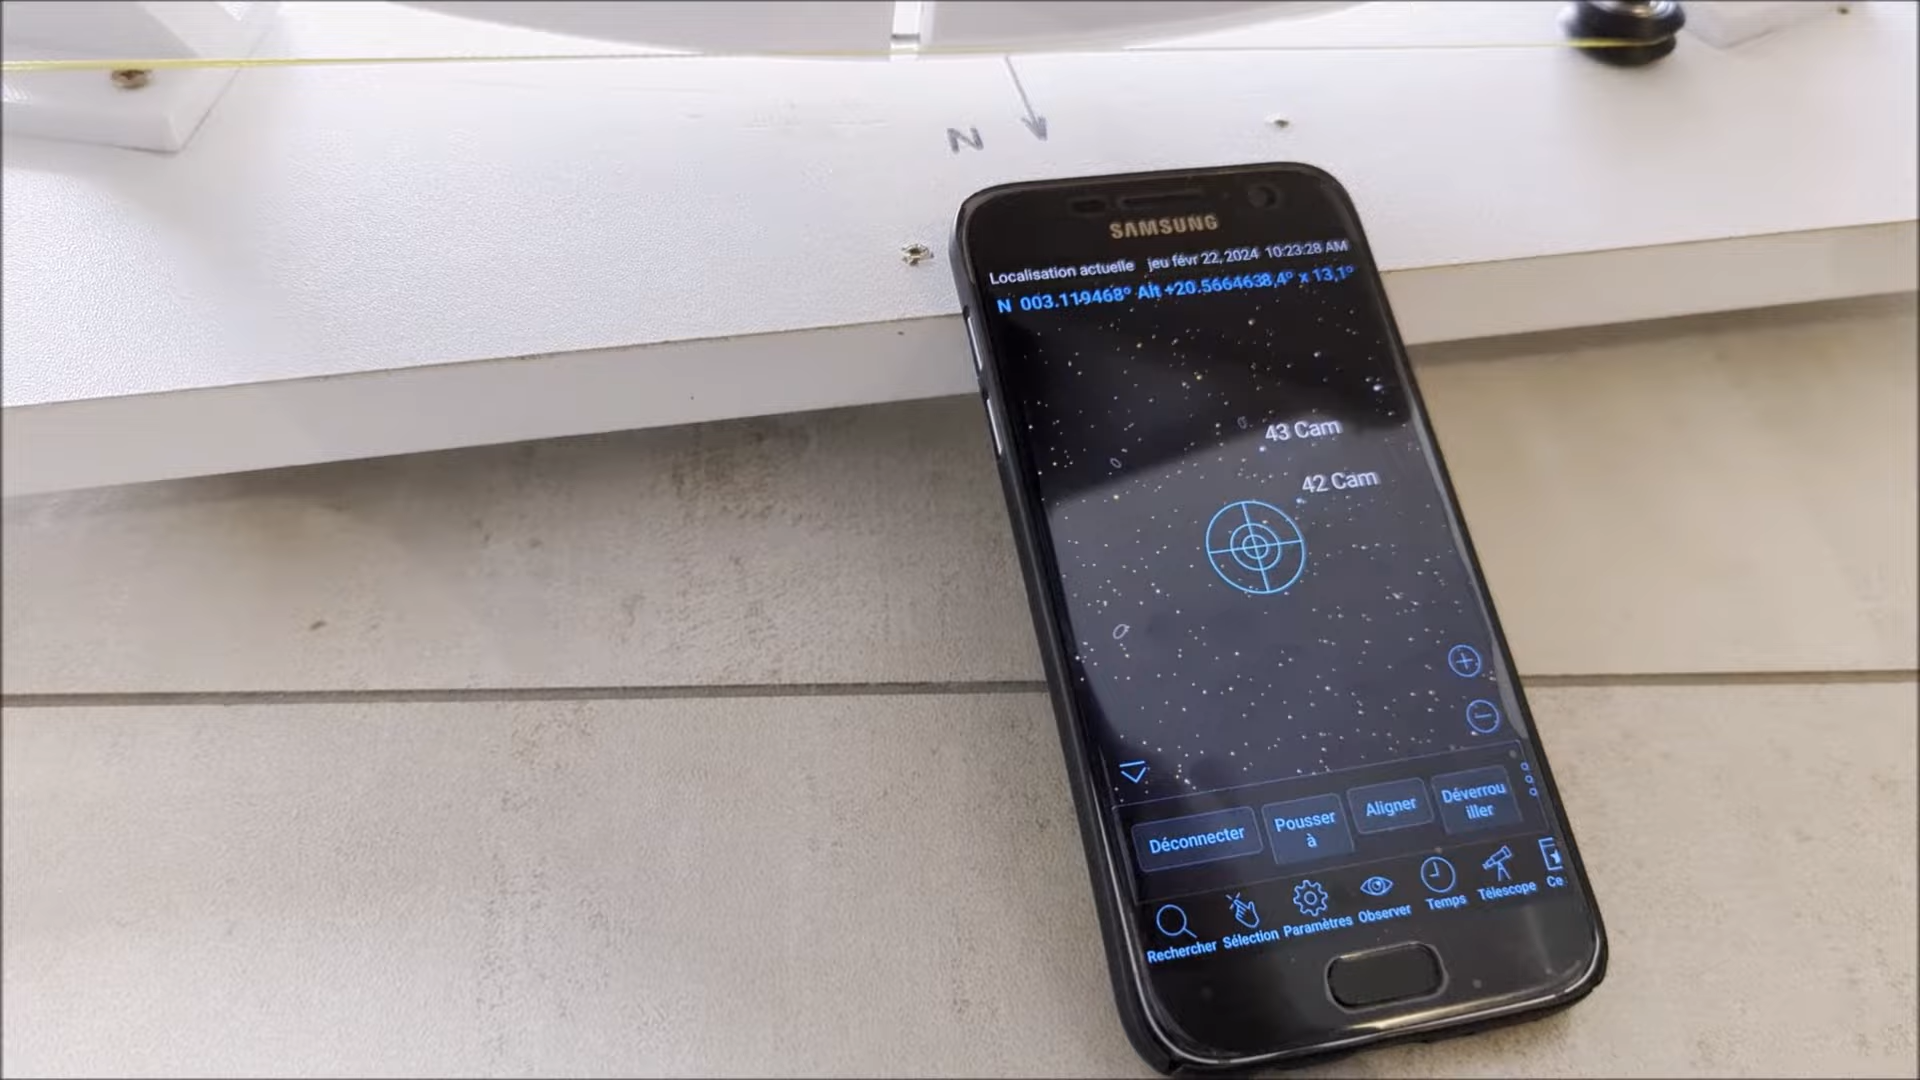 N
SAMSUNG
Localisation actuelle jeu févr 22, 2024 10:23:28 AM
N 003.119468° Alt +20.5664638,4° x 13,1°
43 Cam
42 Cam
Déconnecter
Pousser
à
Aligner
Déverrou
iller
Rechercher
Sélection
Paramètres
Observer
Temps
Télescope
Ce